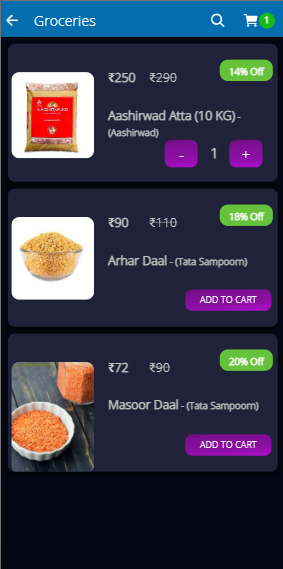 Groceries
1
₹250 ₹290 14% Off
AASHIRVAAD
Aashirwad Atta (10 KG) -
(Aashirwad)
- 1 +
₹90 ₹110 18% Off
Arhar Daal - (Tata Sampoorn)
ADD TO CART
₹72 ₹90 20% Off
Masoor Daal - (Tata Sampoorn)
ADD TO CART